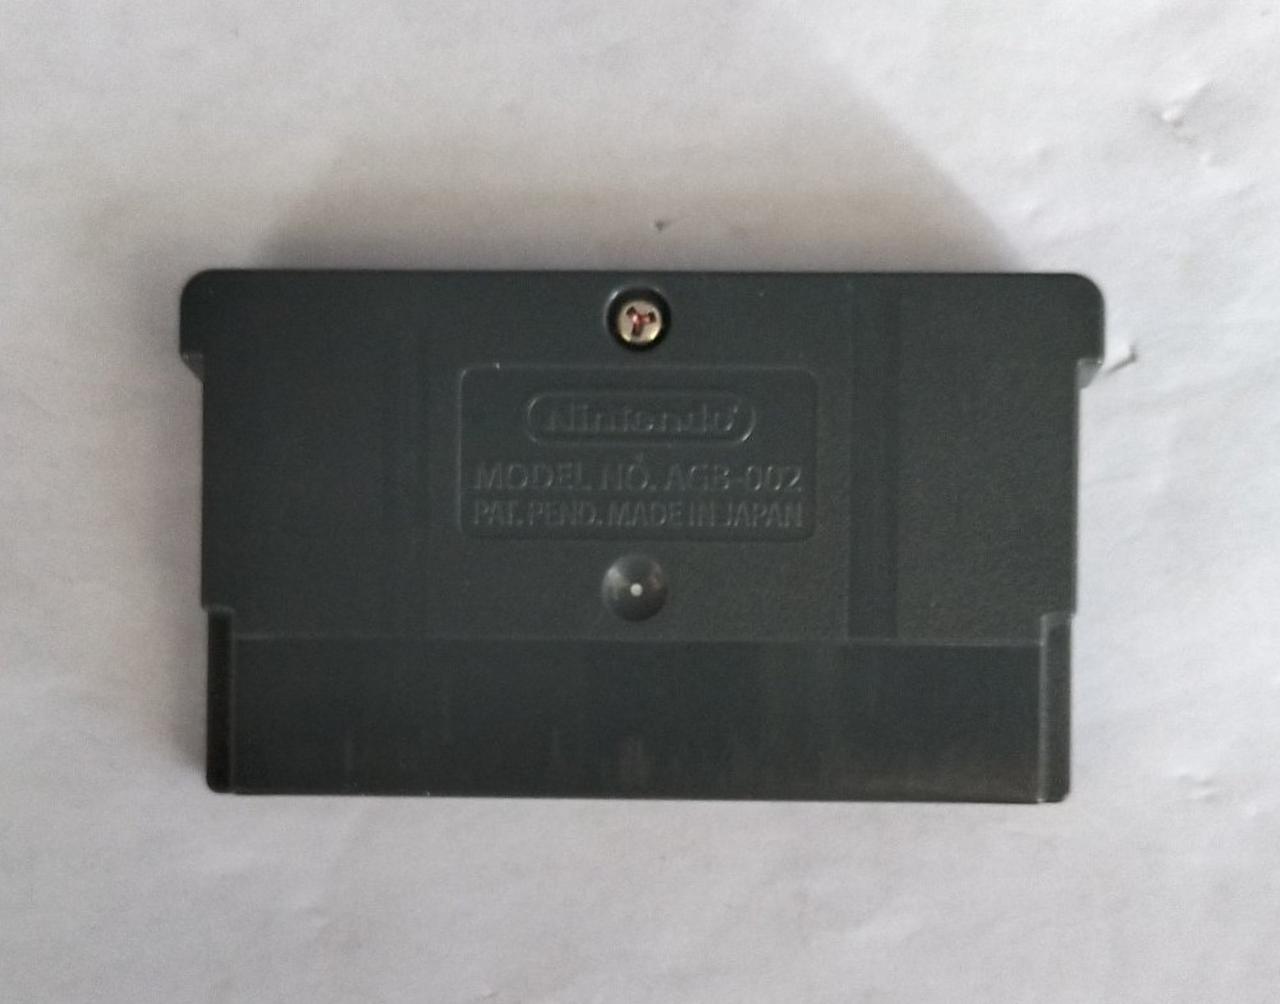 Nintendo
MODEL NO. AGB-002
PAT. PEND. MADE IN JAPAN